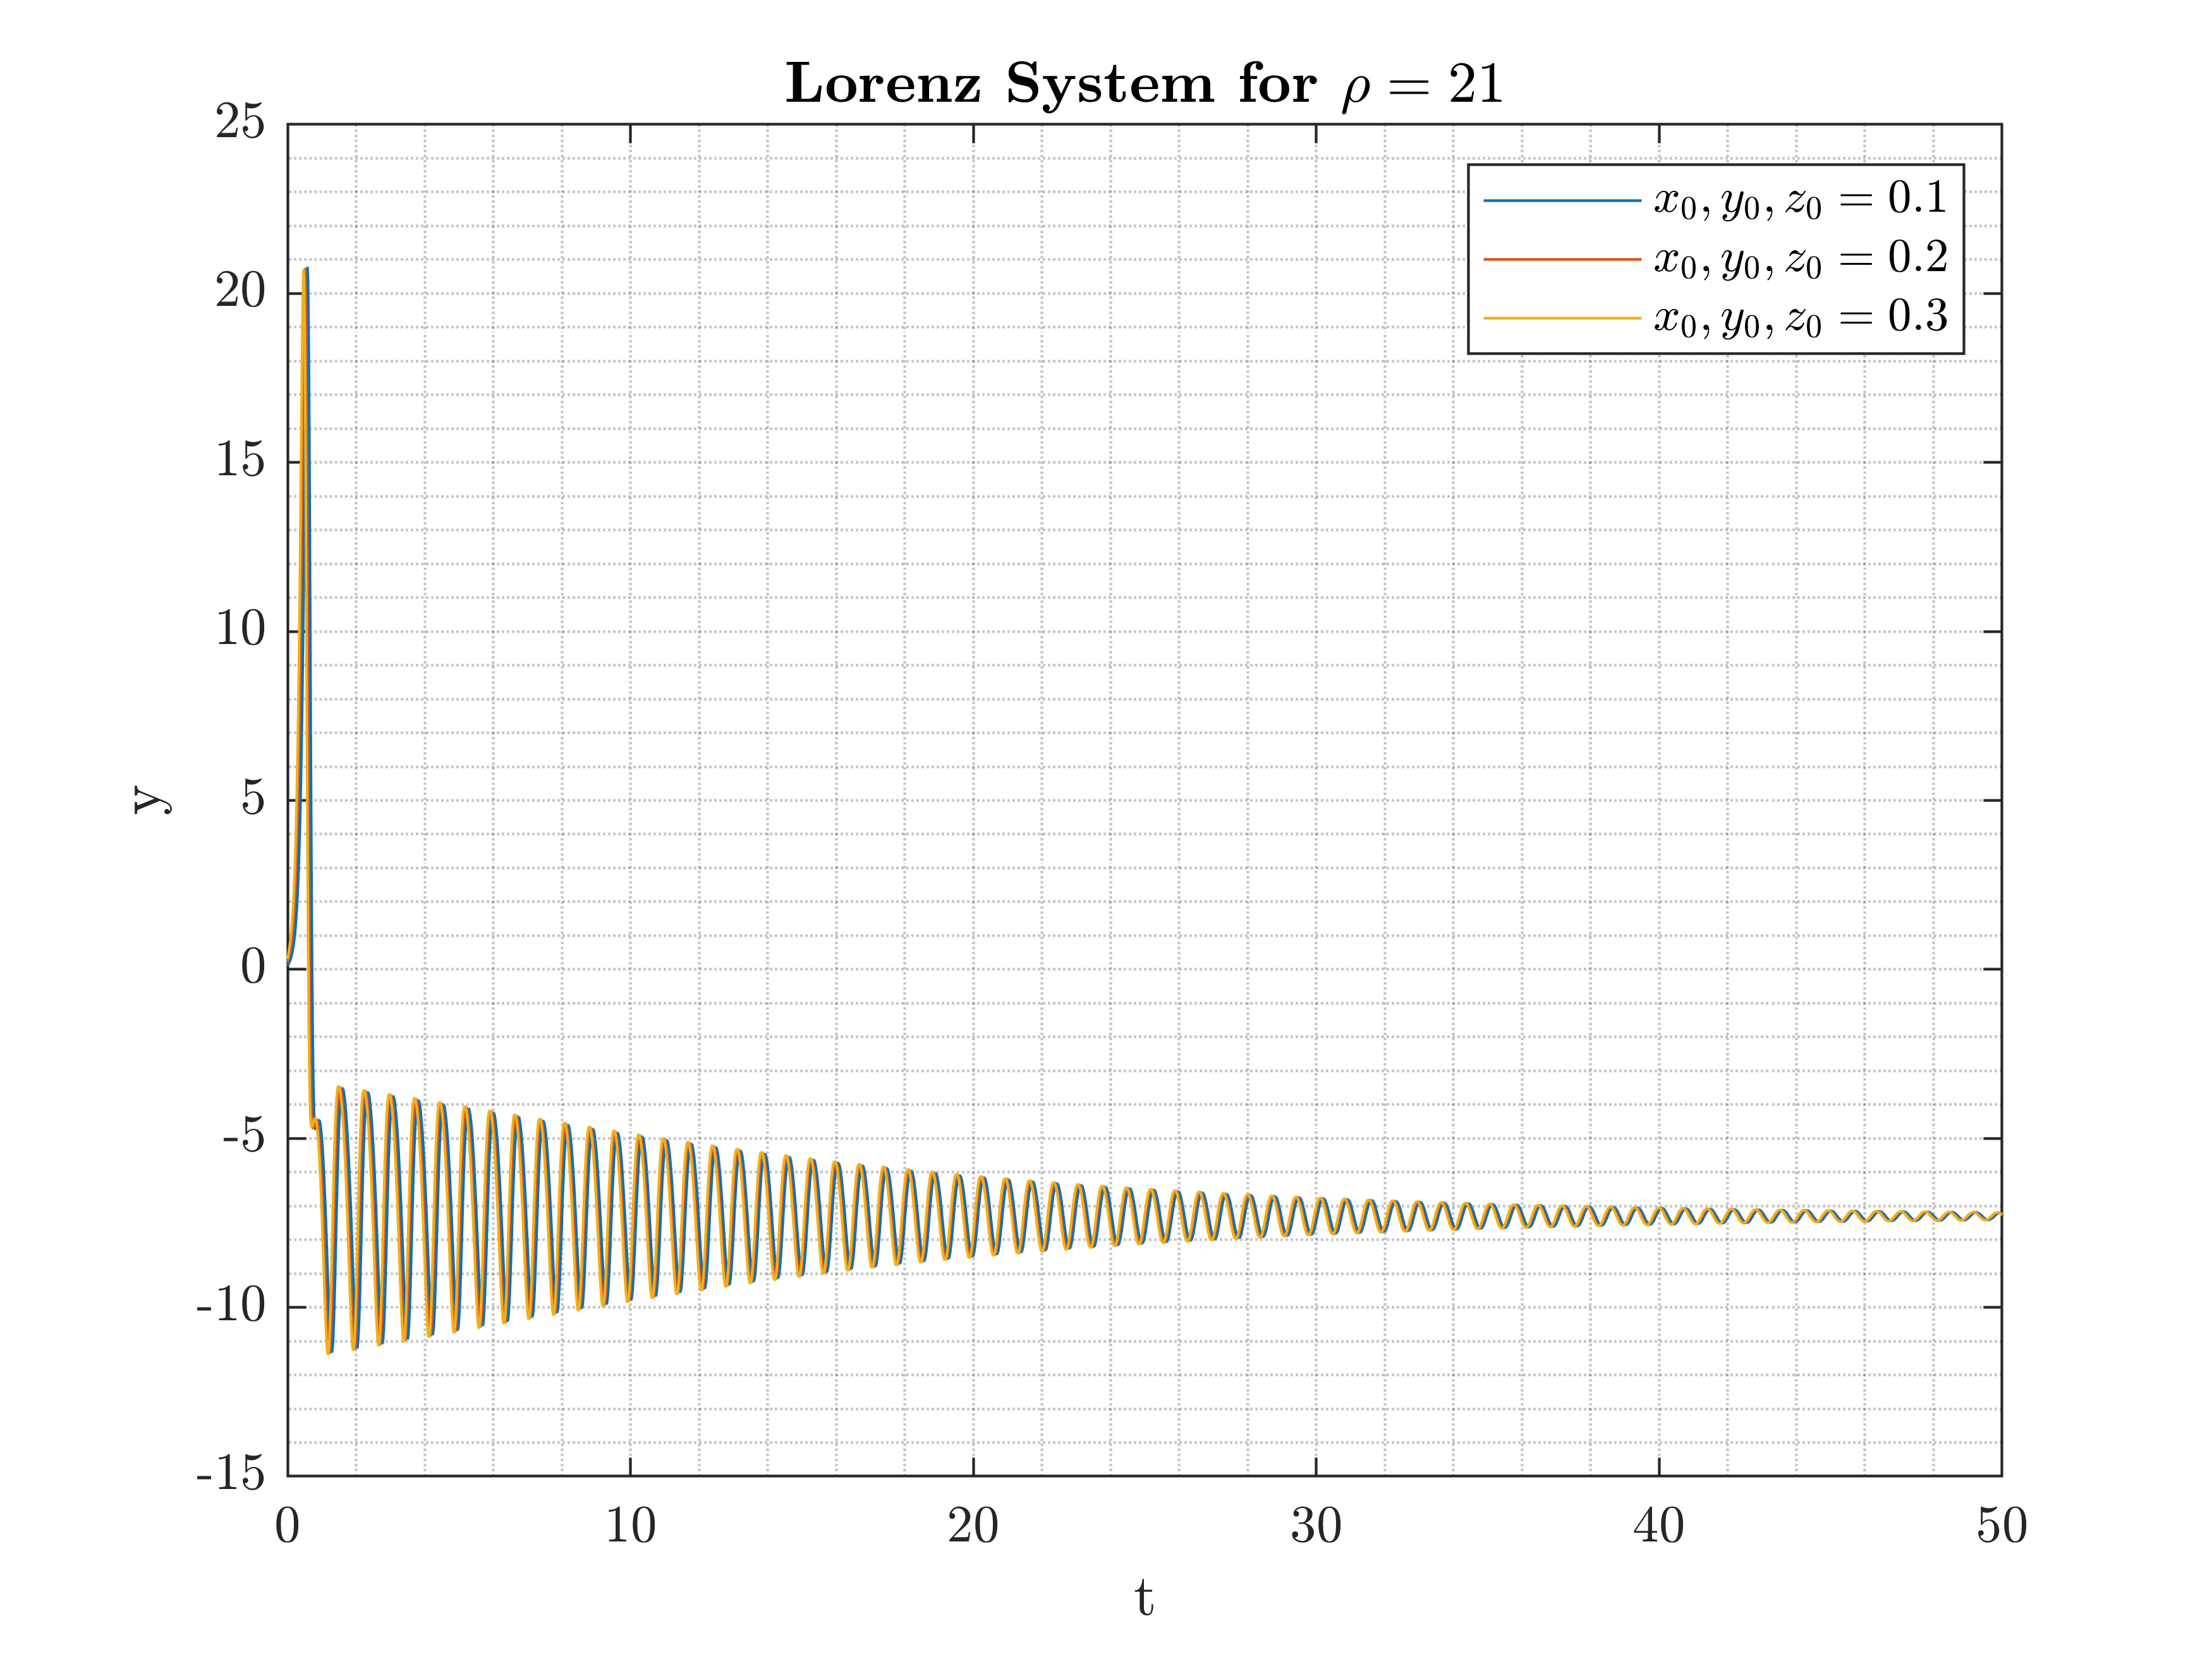 Lorenz System for ρ = 21
25
20
15
10
5
0
-5
-10
-15
y
x₀, y₀, z₀ = 0.1
x₀, y₀, z₀ = 0.2
x₀, y₀, z₀ = 0.3
0 10 20 30 40 50
t